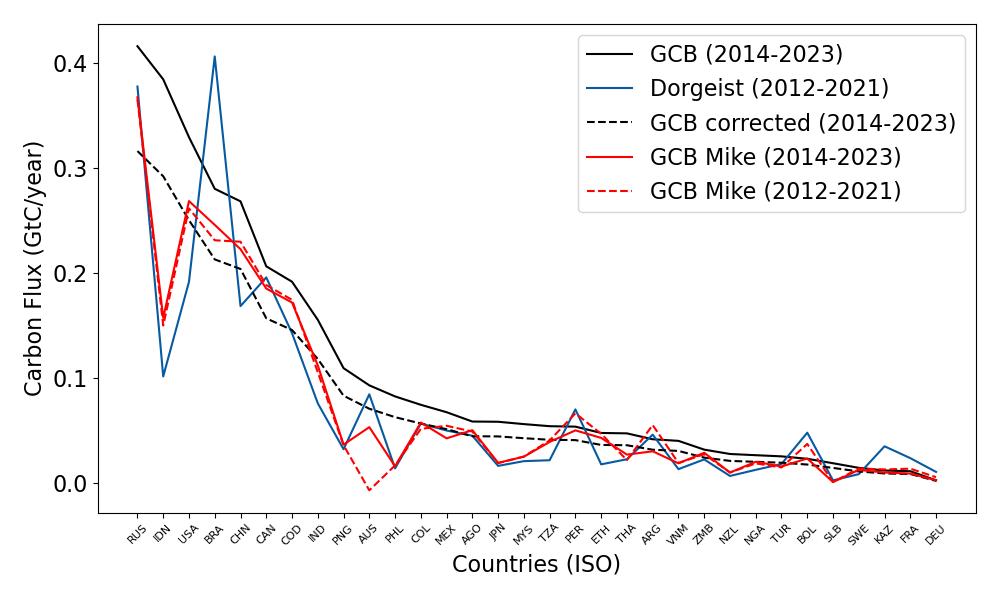 Carbon Flux (GtC/year)
0.4
0.3
0.2
0.1
0.0
GCB (2014-2023)
Dorgeist (2012-2021)
GCB corrected (2014-2023)
GCB Mike (2014-2023)
GCB Mike (2012-2021)
RUS IDN USA BRA CHN CAN COD IND PNG AUS PHL COL MEX AGO JPN MYS TZA PER ETH THA ARG VNM ZMB NZL NGA TUR BOL SLB SWE KAZ FRA DEU
Countries (ISO)